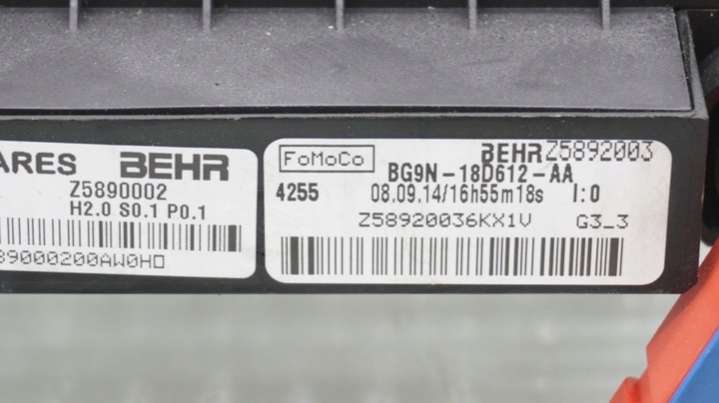 ARES BEHR
Z5890002
H2.0 S0.1 P0.1
89000200AW0H□
FoMoCo BEHR Z5892003
BG9N-18D612-AA
4255 08.09.14/16h55m18s I:0
Z58920036KX1V G3_3